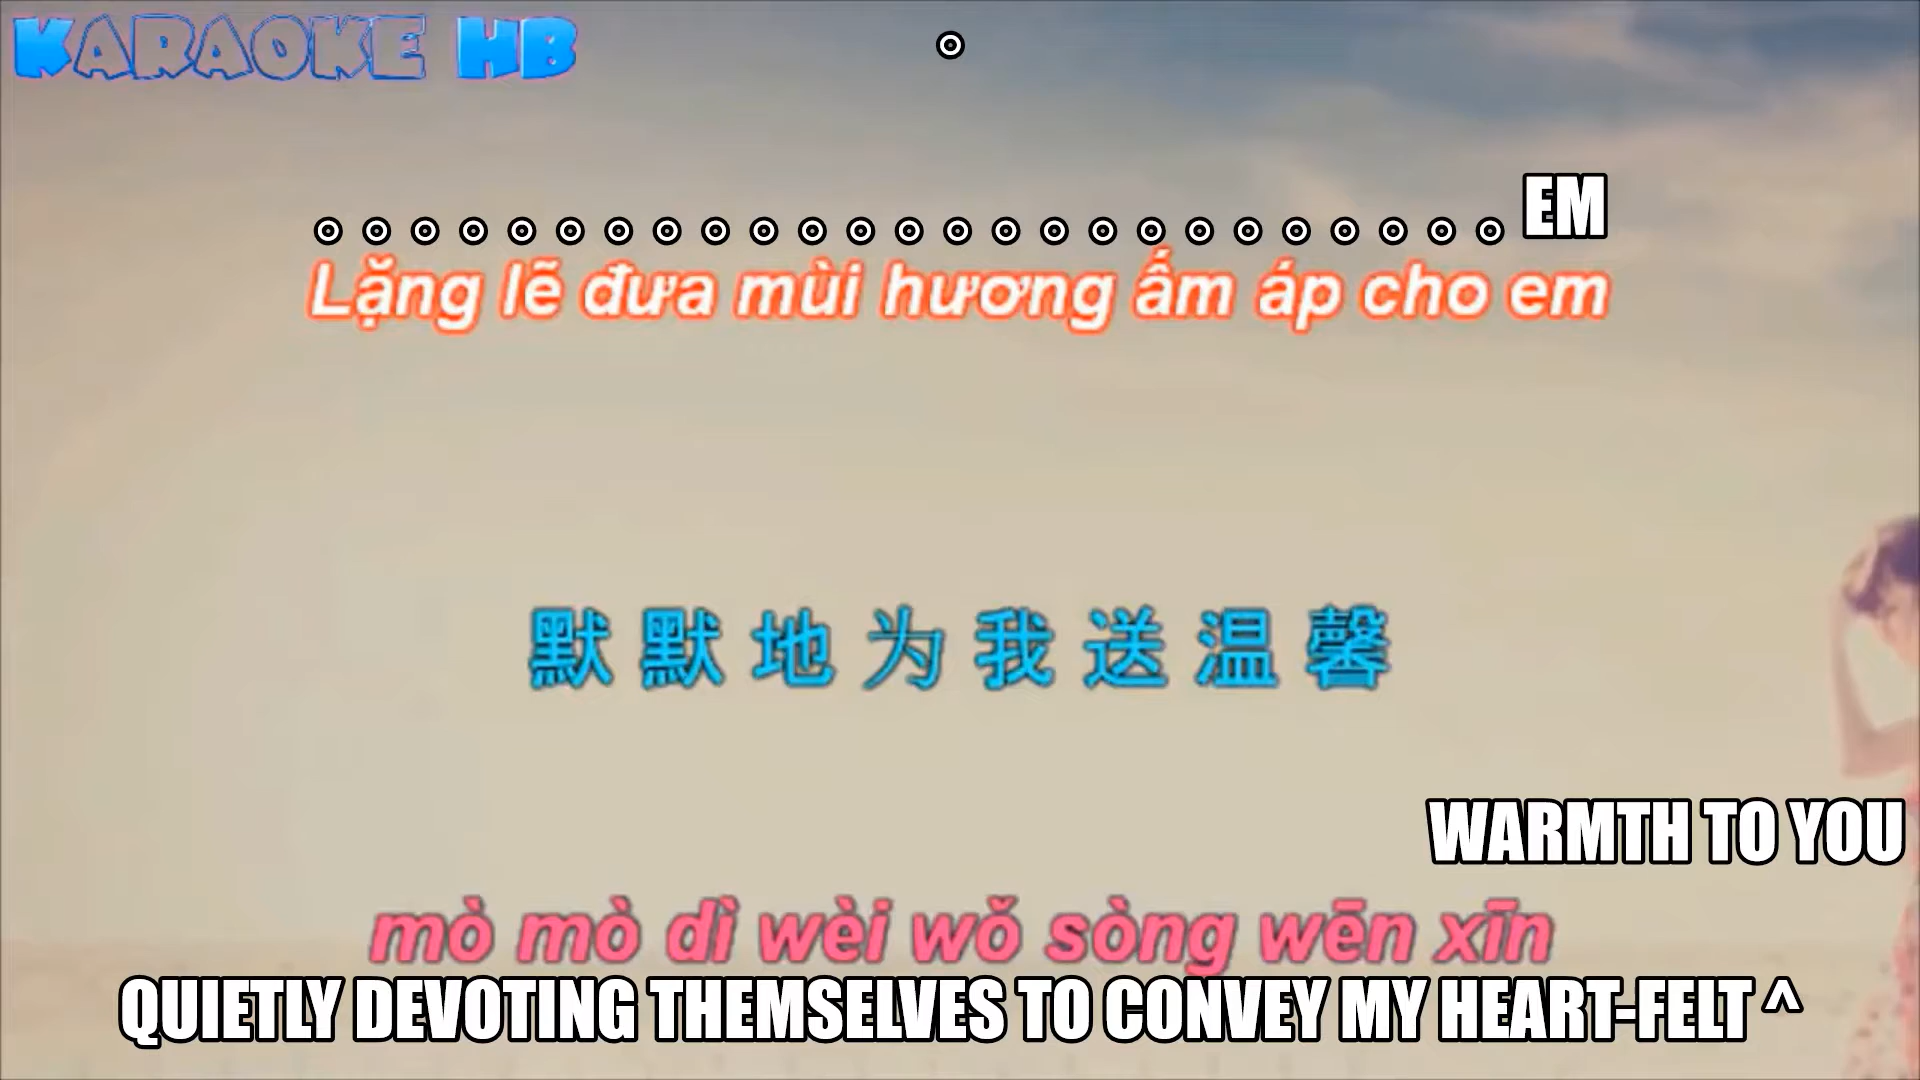 KARAOKE HB
⊙
⊙ ⊙ ⊙ ⊙ ⊙ ⊙ ⊙ ⊙ ⊙ ⊙ ⊙ ⊙ ⊙ ⊙ ⊙ ⊙ ⊙ ⊙ ⊙ ⊙ ⊙ ⊙ ⊙ ⊙ ⊙ EM
Lặng lẽ đưa mùi hương ấm áp cho em
默默地为我送温馨
WARMTH TO YOU
mò mò dì wèi wǒ sòng wēn xīn
QUIETLY DEVOTING THEMSELVES TO CONVEY MY HEART-FELT ^